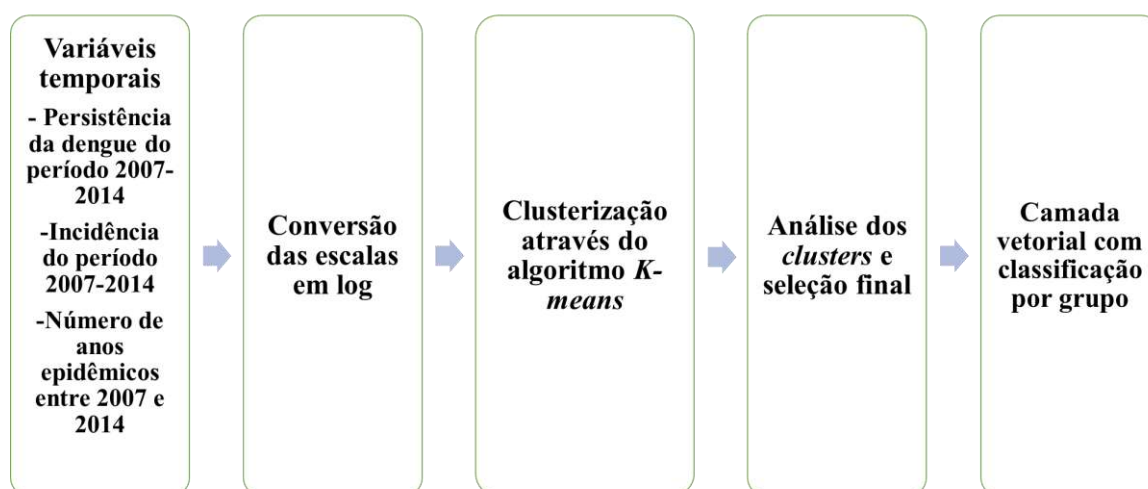 Variáveis
temporais
- Persistência
da dengue do
período 2007-
2014
-Incidência
do período
2007-2014
-Número de
anos
epidêmicos
entre 2007 e
2014
Conversão
das escalas
em log
Clusterização
através do
algoritmo K-
means
Análise dos
clusters e
seleção final
Camada
vetorial com
classificação
por grupo